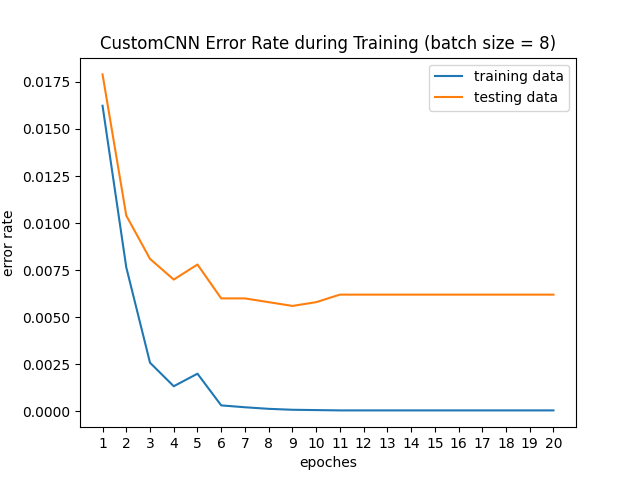 CustomCNN Error Rate during Training (batch size = 8)
training data
testing data
0.0175
0.0150
0.0125
0.0100
0.0075
0.0050
0.0025
0.0000
error rate
1 2 3 4 5 6 7 8 9 10 11 12 13 14 15 16 17 18 19 20
epoches